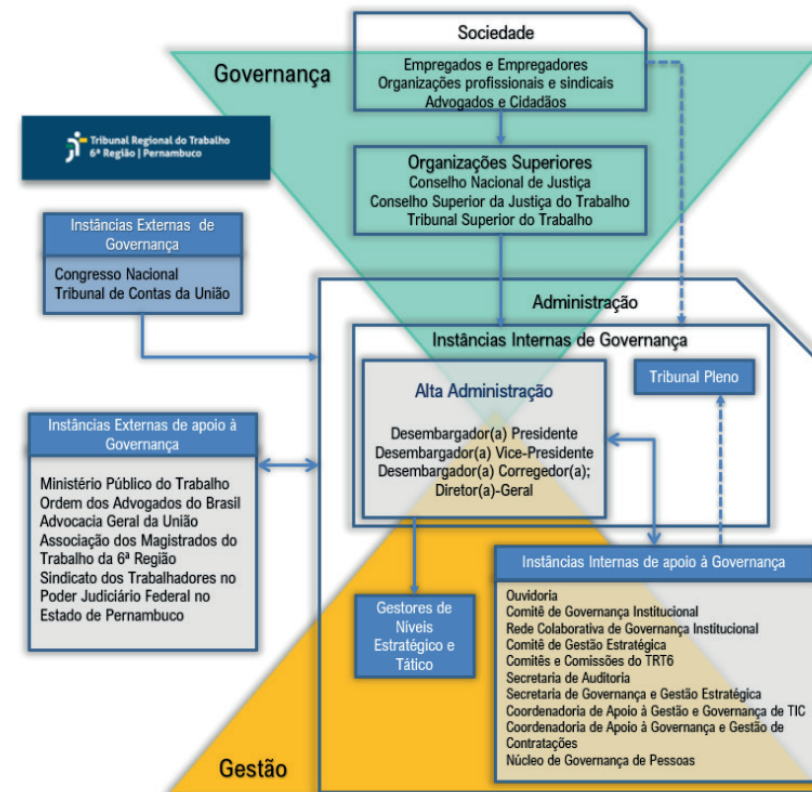 Sociedade
Empregados e Empregadores
Organizações profissionais e sindicais
Advogados e Cidadãos
Governança
Tribunal Regional do Trabalho
6ª Região | Pernambuco
Organizações Superiores
Conselho Nacional de Justiça
Conselho Superior da Justiça do Trabalho
Tribunal Superior do Trabalho
Instâncias Externas de
Governança
Congresso Nacional
Tribunal de Contas da União
Administração
Instâncias Internas de Governança
Alta Administração
Desembargador(a) Presidente
Desembargador(a) Vice-Presidente
Desembargador(a) Corregedor(a);
Diretor(a)-Geral
Tribunal Pleno
Instâncias Externas de apoio à
Governança
Ministério Público do Trabalho
Ordem dos Advogados do Brasil
Advocacia Geral da União
Associação dos Magistrados do
Trabalho da 6ª Região
Sindicato dos Trabalhadores no
Poder Judiciário Federal no
Estado de Pernambuco
Gestores de
Níveis
Estratégico e
Tático
Instâncias Internas de apoio à Governança
Ouvidoria
Comitê de Governança Institucional
Rede Colaborativa de Governança Institucional
Comitê de Gestão Estratégica
Comitês e Comissões do TRT6
Secretaria de Auditoria
Secretaria de Governança e Gestão Estratégica
Coordenadoria de Apoio à Gestão e Governança de TIC
Coordenadoria de Apoio à Governança e Gestão de
Contratações
Núcleo de Governança de Pessoas
Gestão